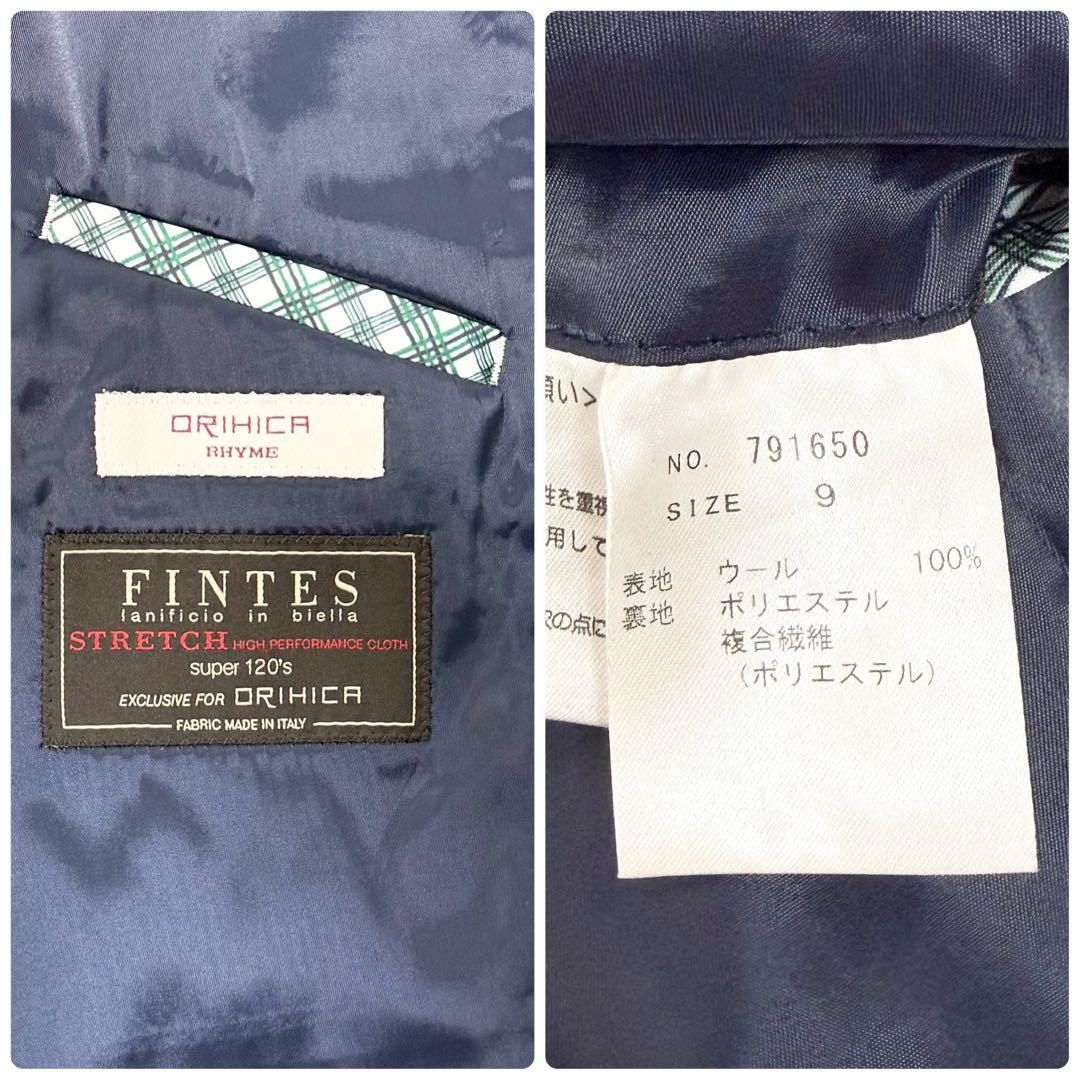 ORIHICA
RHYME
FINTES
lanificio in biella
STRETCH HIGH PERFORMANCE CLOTH
super 120's
EXCLUSIVE FOR ORIHICA
FABRIC MADE IN ITALY
願い>
性を重視
用して
次の点に
NO. 791650
SIZE 9
表地 ウール 100%
裏地 ポリエステル
複合繊維
(ポリエステル)